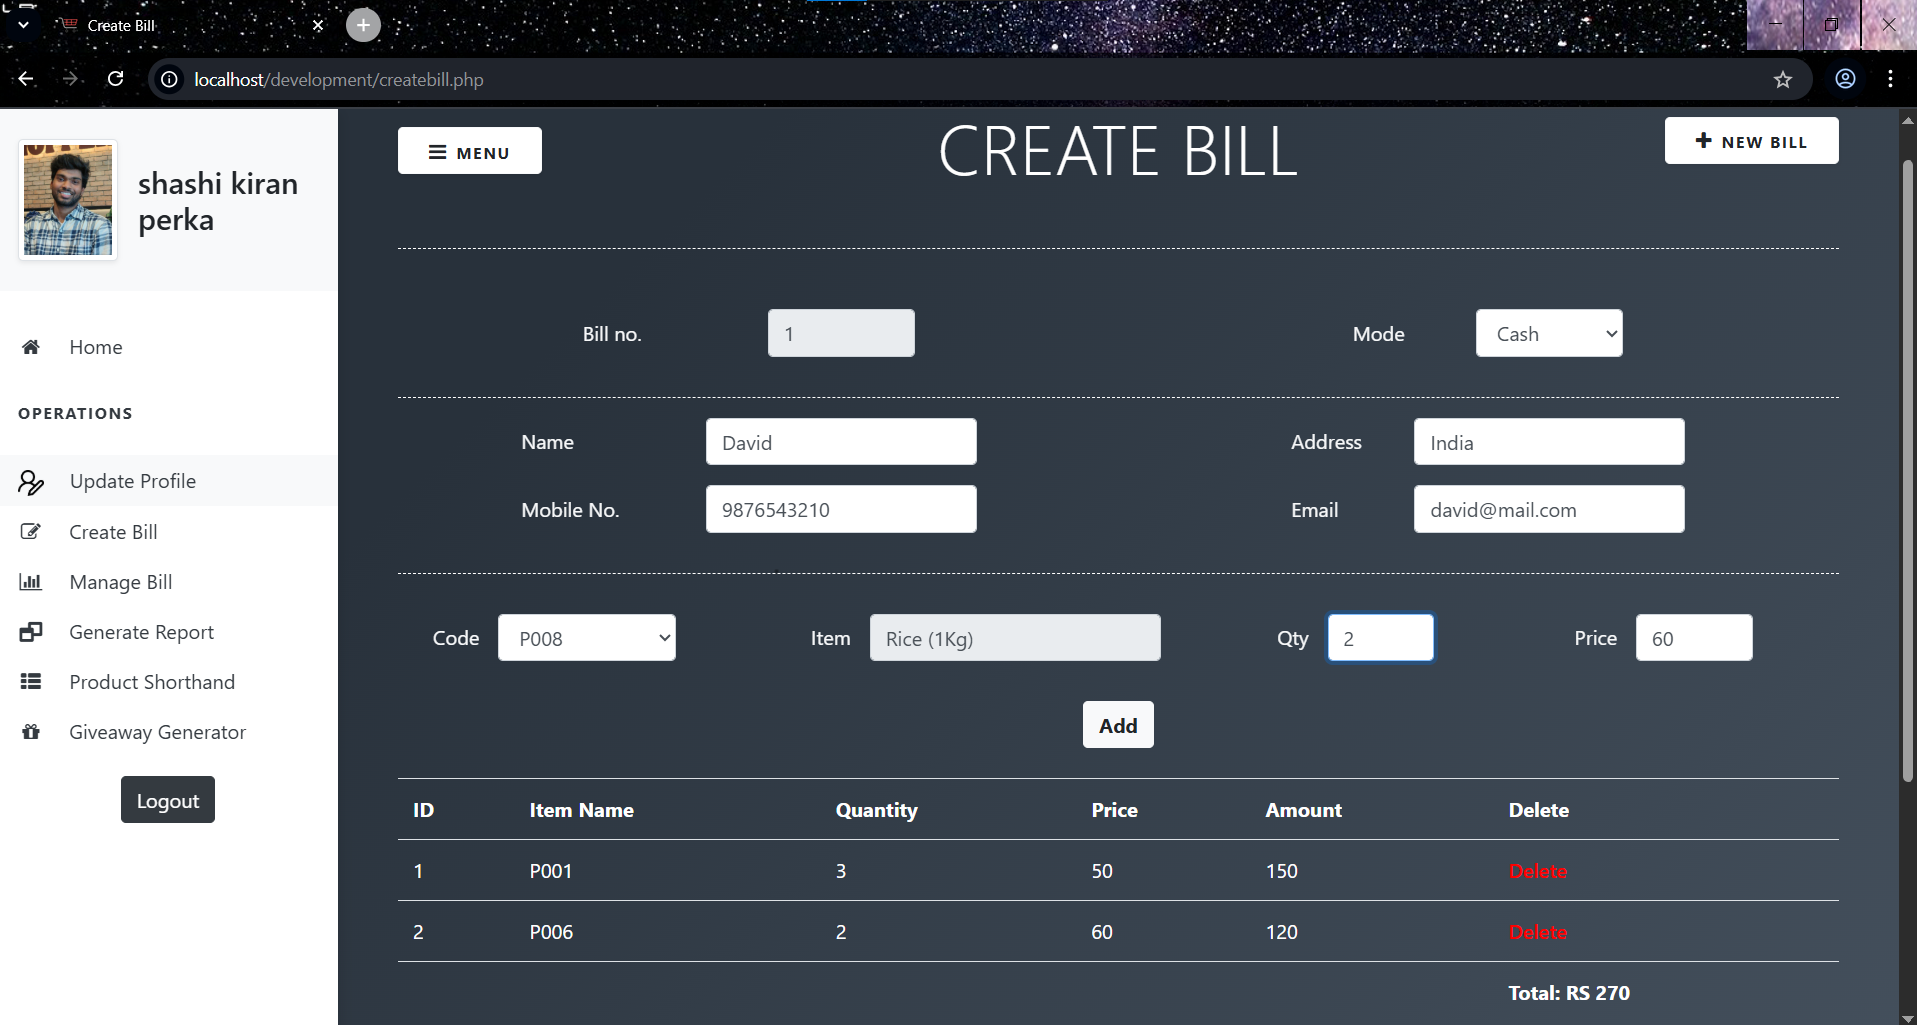 Create Bill
localhost/development/createbill.php
shashi kiran
perka
MENU
CREATE BILL
NEW BILL
Home
OPERATIONS
Update Profile
Create Bill
Manage Bill
Generate Report
Product Shorthand
Giveaway Generator
Logout
Bill no. 1 Mode Cash
Name David Address India
Mobile No. 9876543210 Email david@mail.com
Code P008 Item Rice (1Kg) Qty 2 Price 60
Add
ID Item Name Quantity Price Amount Delete
1 P001 3 50 150 Delete
2 P006 2 60 120 Delete
Total: RS 270